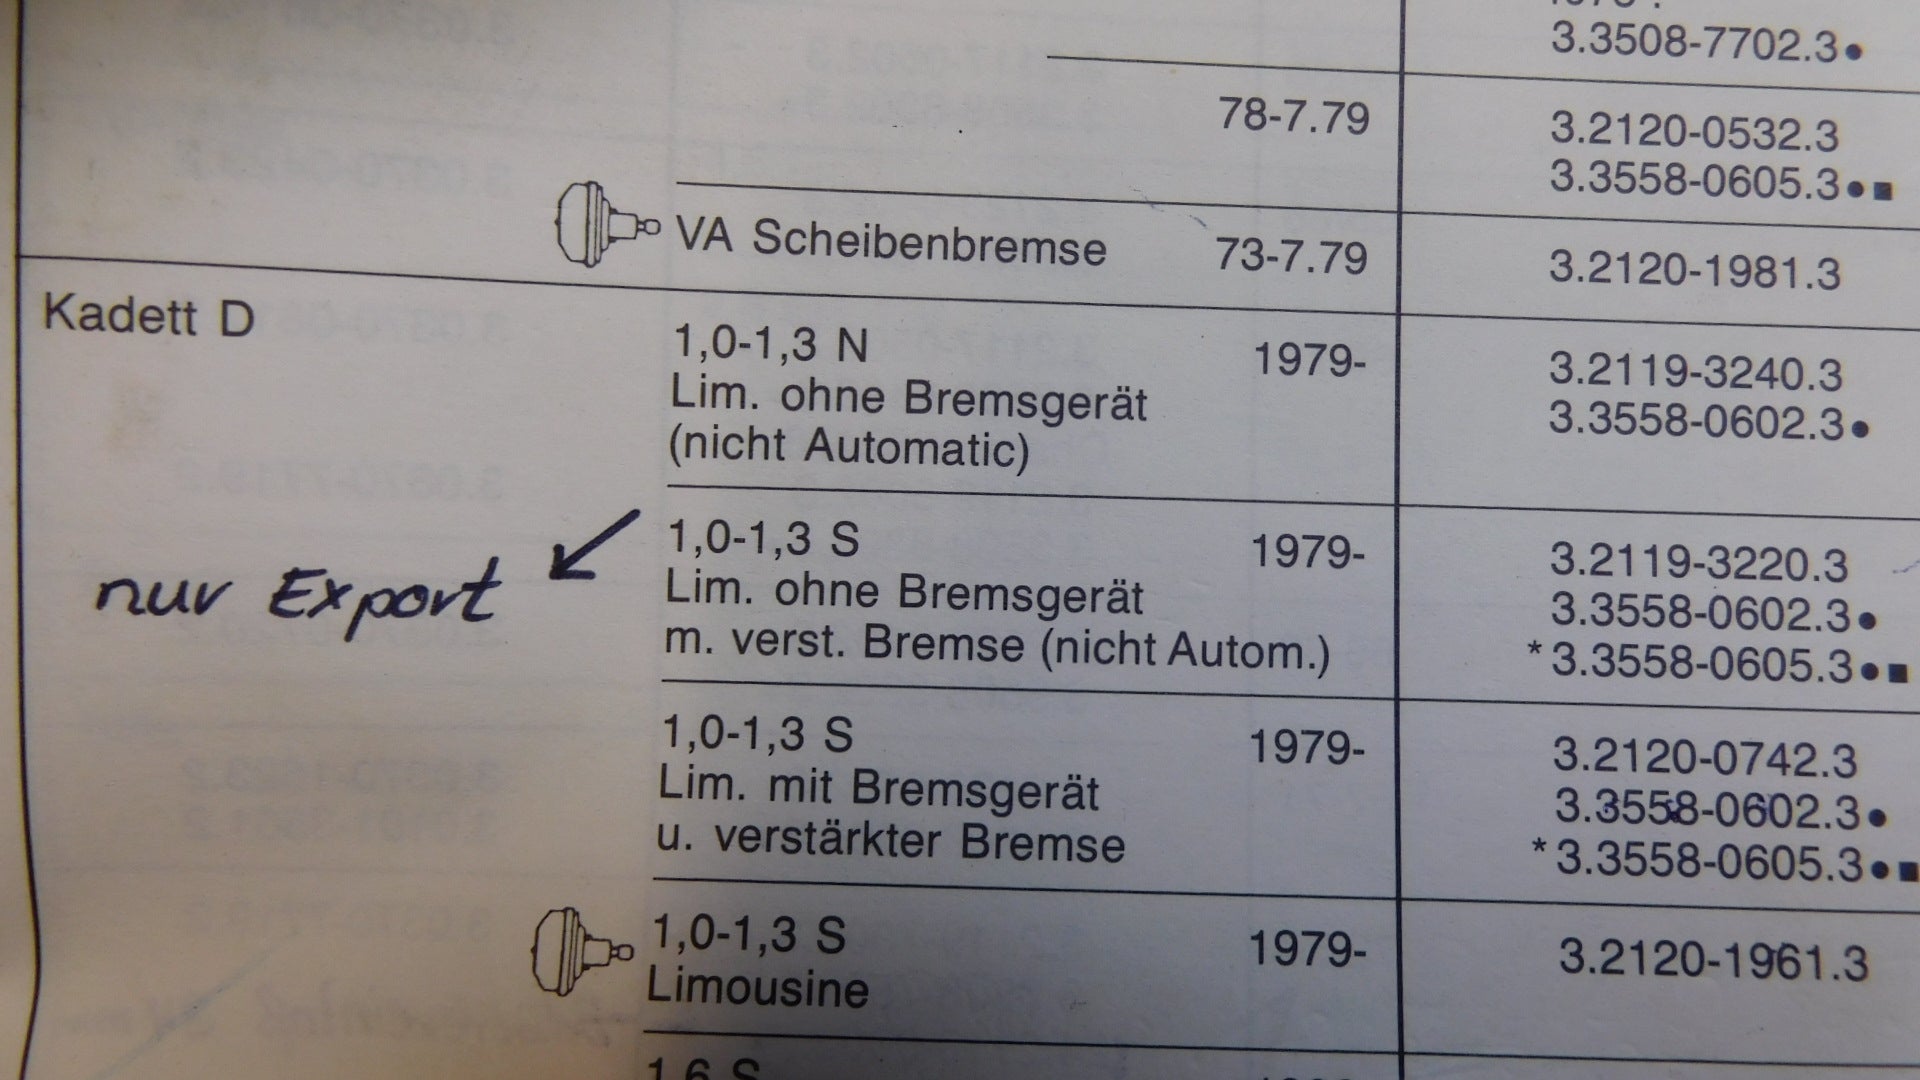 3.3508-7702.3●
78-7.79 3.2120-0532.3
3.3558-0605.3●■
VA Scheibenbremse 73-7.79 3.2120-1981.3
Kadett D
1,0-1,3 N 1979- 3.2119-3240.3
Lim. ohne Bremsgerät 3.3558-0602.3●
(nicht Automatic)
nur Export
1,0-1,3 S 1979- 3.2119-3220.3
Lim. ohne Bremsgerät 3.3558-0602.3●
m. verst. Bremse (nicht Autom.) *3.3558-0605.3●■
1,0-1,3 S 1979- 3.2120-0742.3
Lim. mit Bremsgerät 3.3558-0602.3●
u. verstärkter Bremse *3.3558-0605.3●■
1,0-1,3 S 1979- 3.2120-1961.3
Limousine
1,6 S